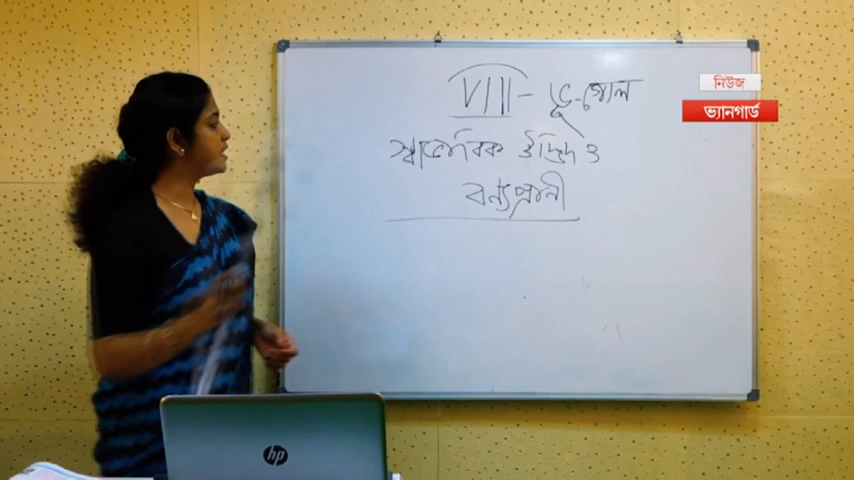 VIII - ভূ-গোল
স্বাভাবিক উদ্ভিদ ও
বন্যপ্রানী
নিউজ
ভ্যানগার্ড
hp